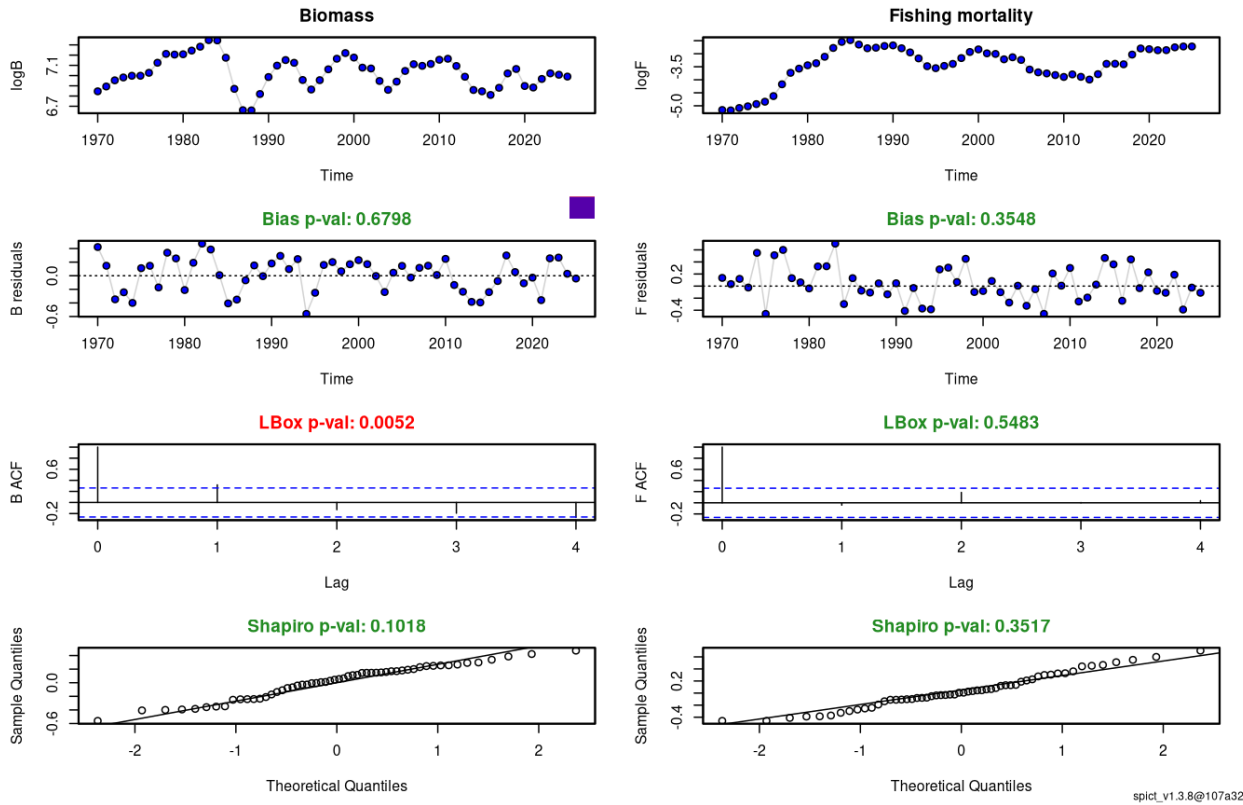 Biomass
logB
7.1
6.7
1970 1980 1990 2000 2010 2020
Time
Fishing mortality
logF
-3.5
-5.0
1970 1980 1990 2000 2010 2020
Time
Bias p-val: 0.6798
B residuals
0.0
-0.6
1970 1980 1990 2000 2010 2020
Time
Bias p-val: 0.3548
F residuals
0.2
-0.4
1970 1980 1990 2000 2010 2020
Time
LBox p-val: 0.0052
B ACF
0.6
-0.2
0 1 2 3 4
Lag
LBox p-val: 0.5483
F ACF
0.6
-0.2
0 1 2 3 4
Lag
Shapiro p-val: 0.1018
Sample Quantiles
0.0
-0.6
-2 -1 0 1 2
Theoretical Quantiles
Shapiro p-val: 0.3517
Sample Quantiles
0.2
-0.4
-2 -1 0 1 2
Theoretical Quantiles
spict_v1.3.8@107a32